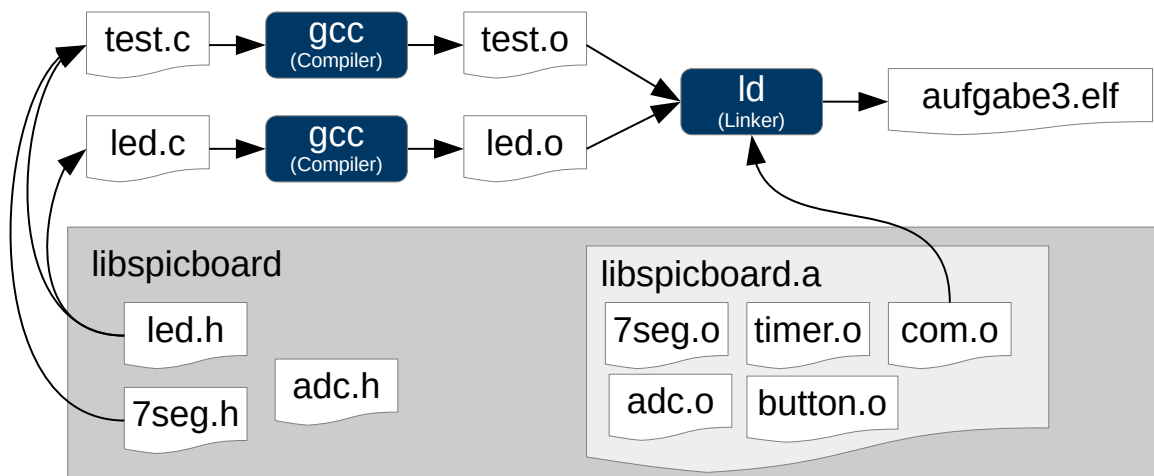 test.c
gcc
(Compiler)
test.o
ld
(Linker)
aufgabe3.elf
led.c
gcc
(Compiler)
led.o
libspicboard
libspicboard.a
led.h
7seg.o
timer.o
com.o
adc.h
7seg.h
adc.o
button.o